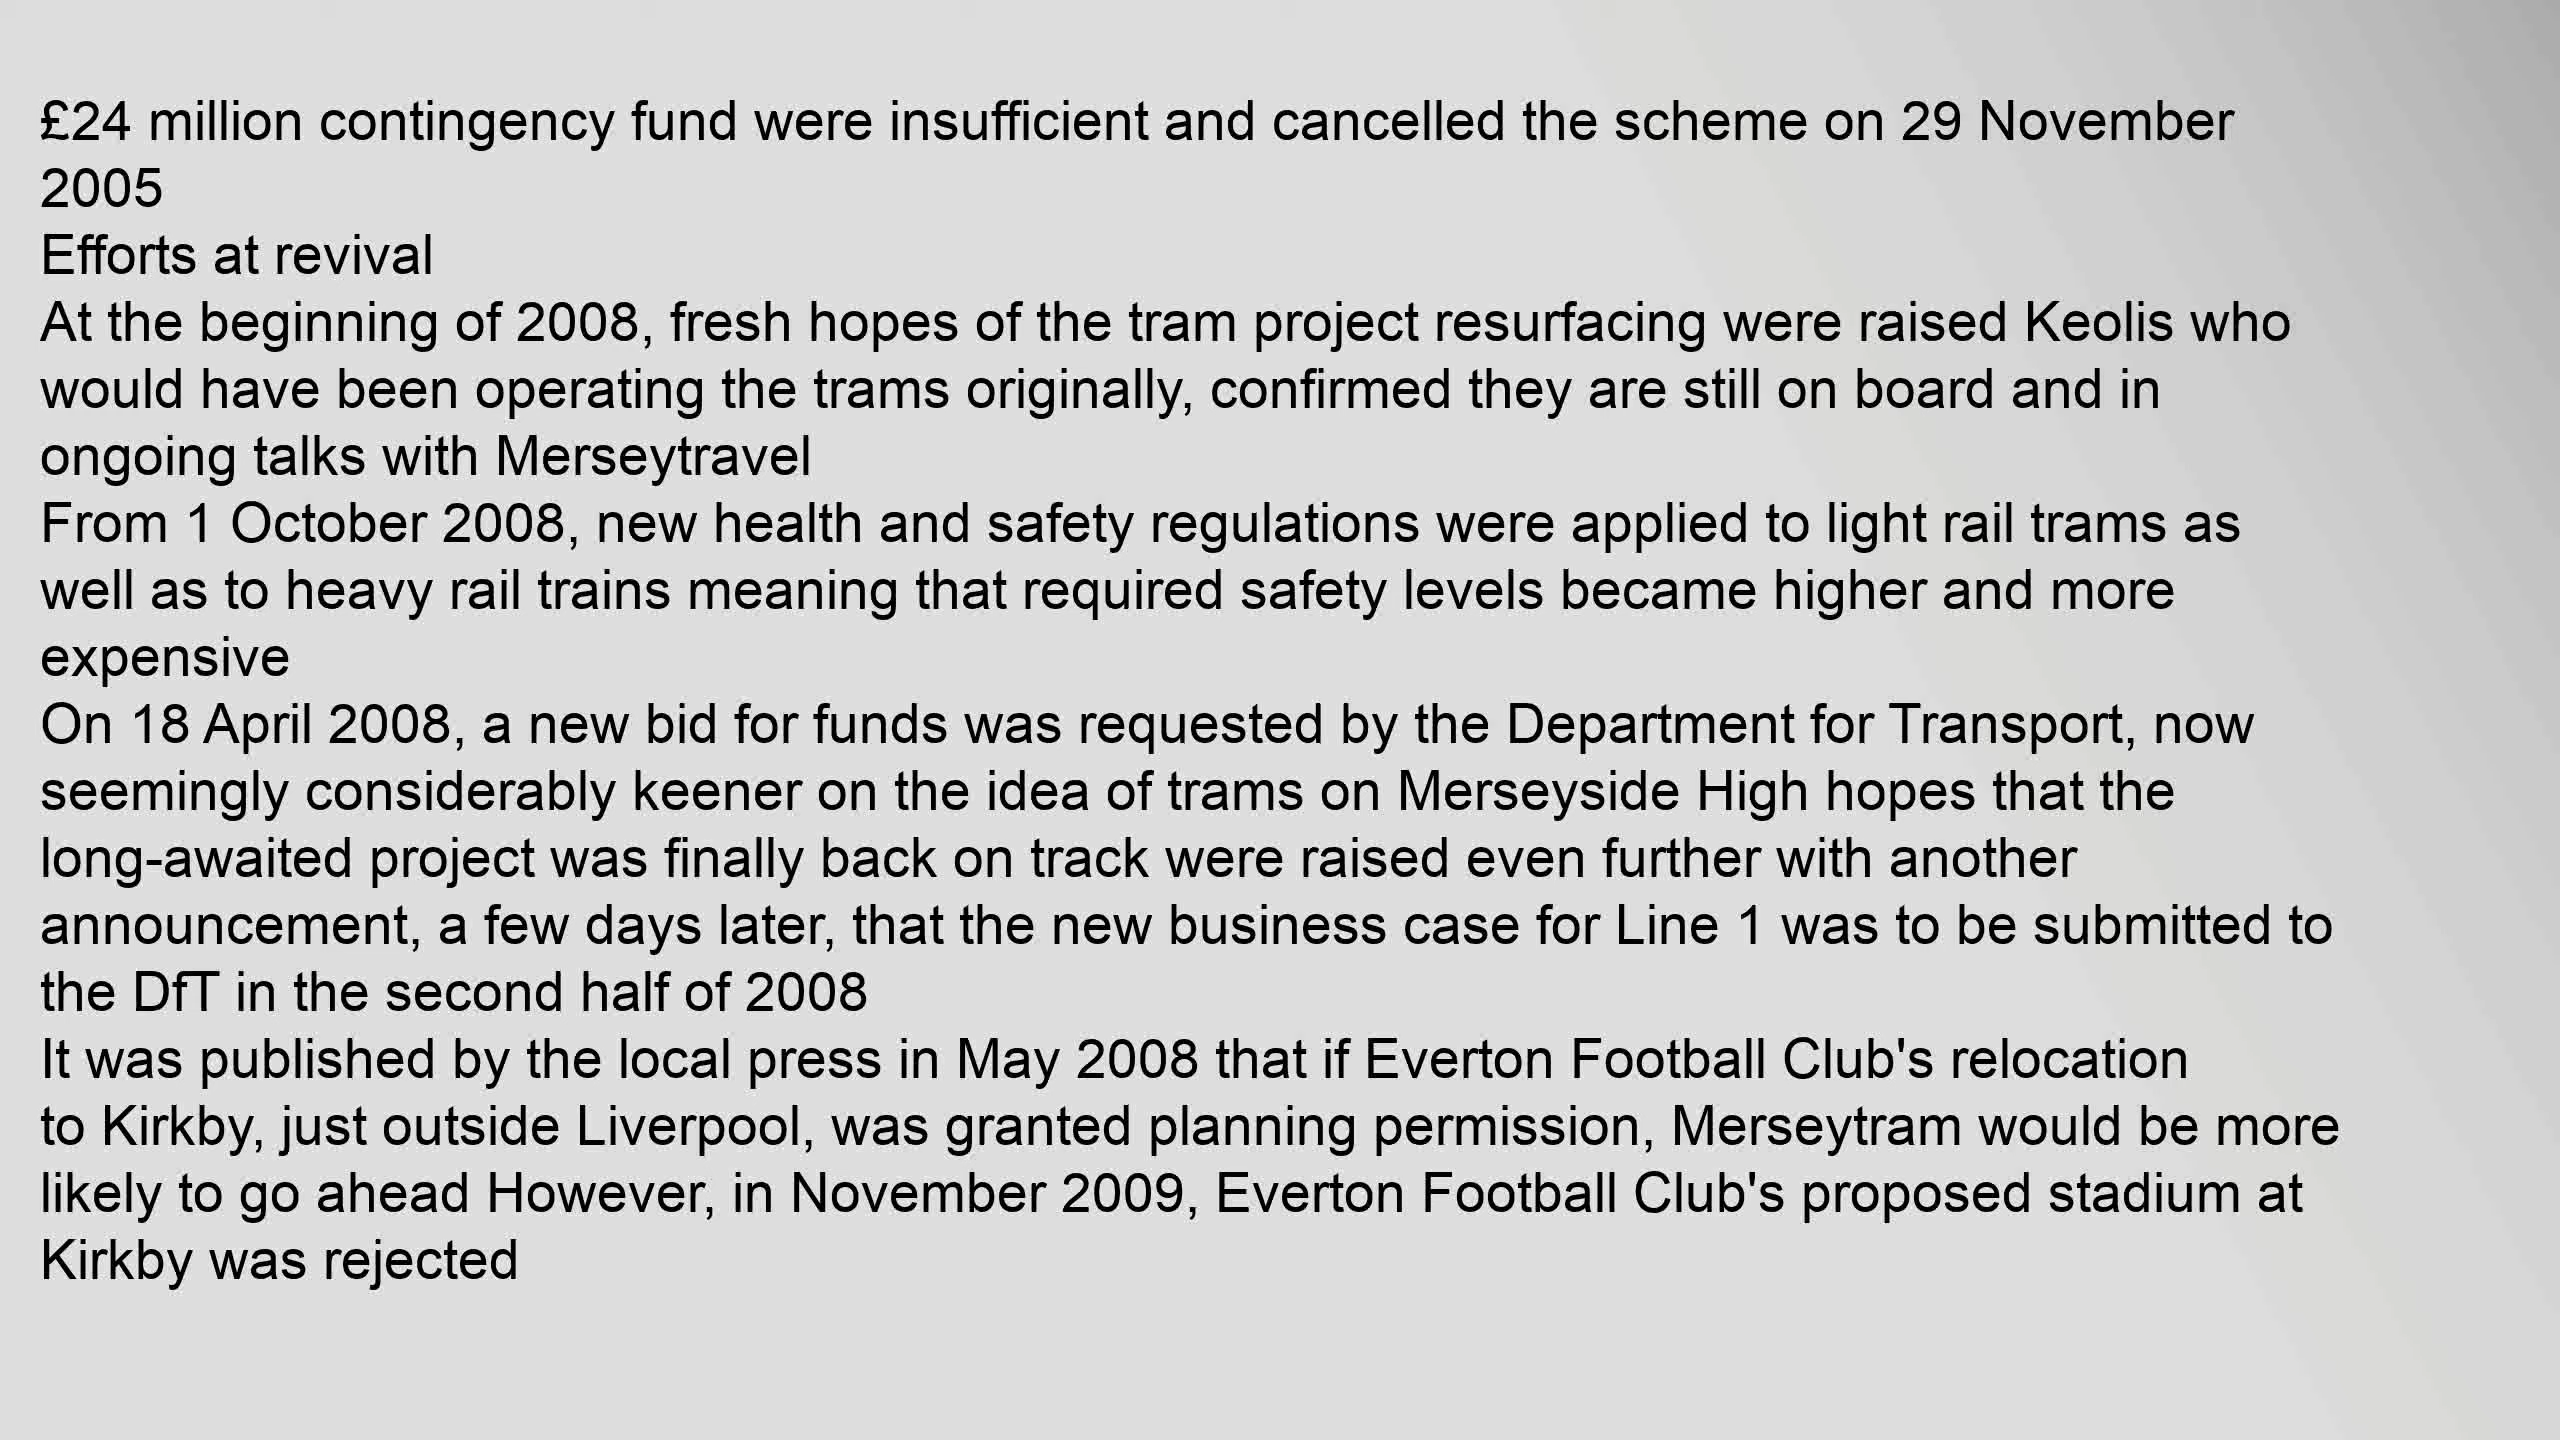 £24 million contingency fund were insufficient and cancelled the scheme on 29 November
2005
Efforts at revival
At the beginning of 2008, fresh hopes of the tram project resurfacing were raised Keolis who
would have been operating the trams originally, confirmed they are still on board and in
ongoing talks with Merseytravel
From 1 October 2008, new health and safety regulations were applied to light rail trams as
well as to heavy rail trains meaning that required safety levels became higher and more
expensive
On 18 April 2008, a new bid for funds was requested by the Department for Transport, now
seemingly considerably keener on the idea of trams on Merseyside High hopes that the
long-awaited project was finally back on track were raised even further with another
announcement, a few days later, that the new business case for Line 1 was to be submitted to
the DfT in the second half of 2008
It was published by the local press in May 2008 that if Everton Football Club's relocation
to Kirkby, just outside Liverpool, was granted planning permission, Merseytram would be more
likely to go ahead However, in November 2009, Everton Football Club's proposed stadium at
Kirkby was rejected